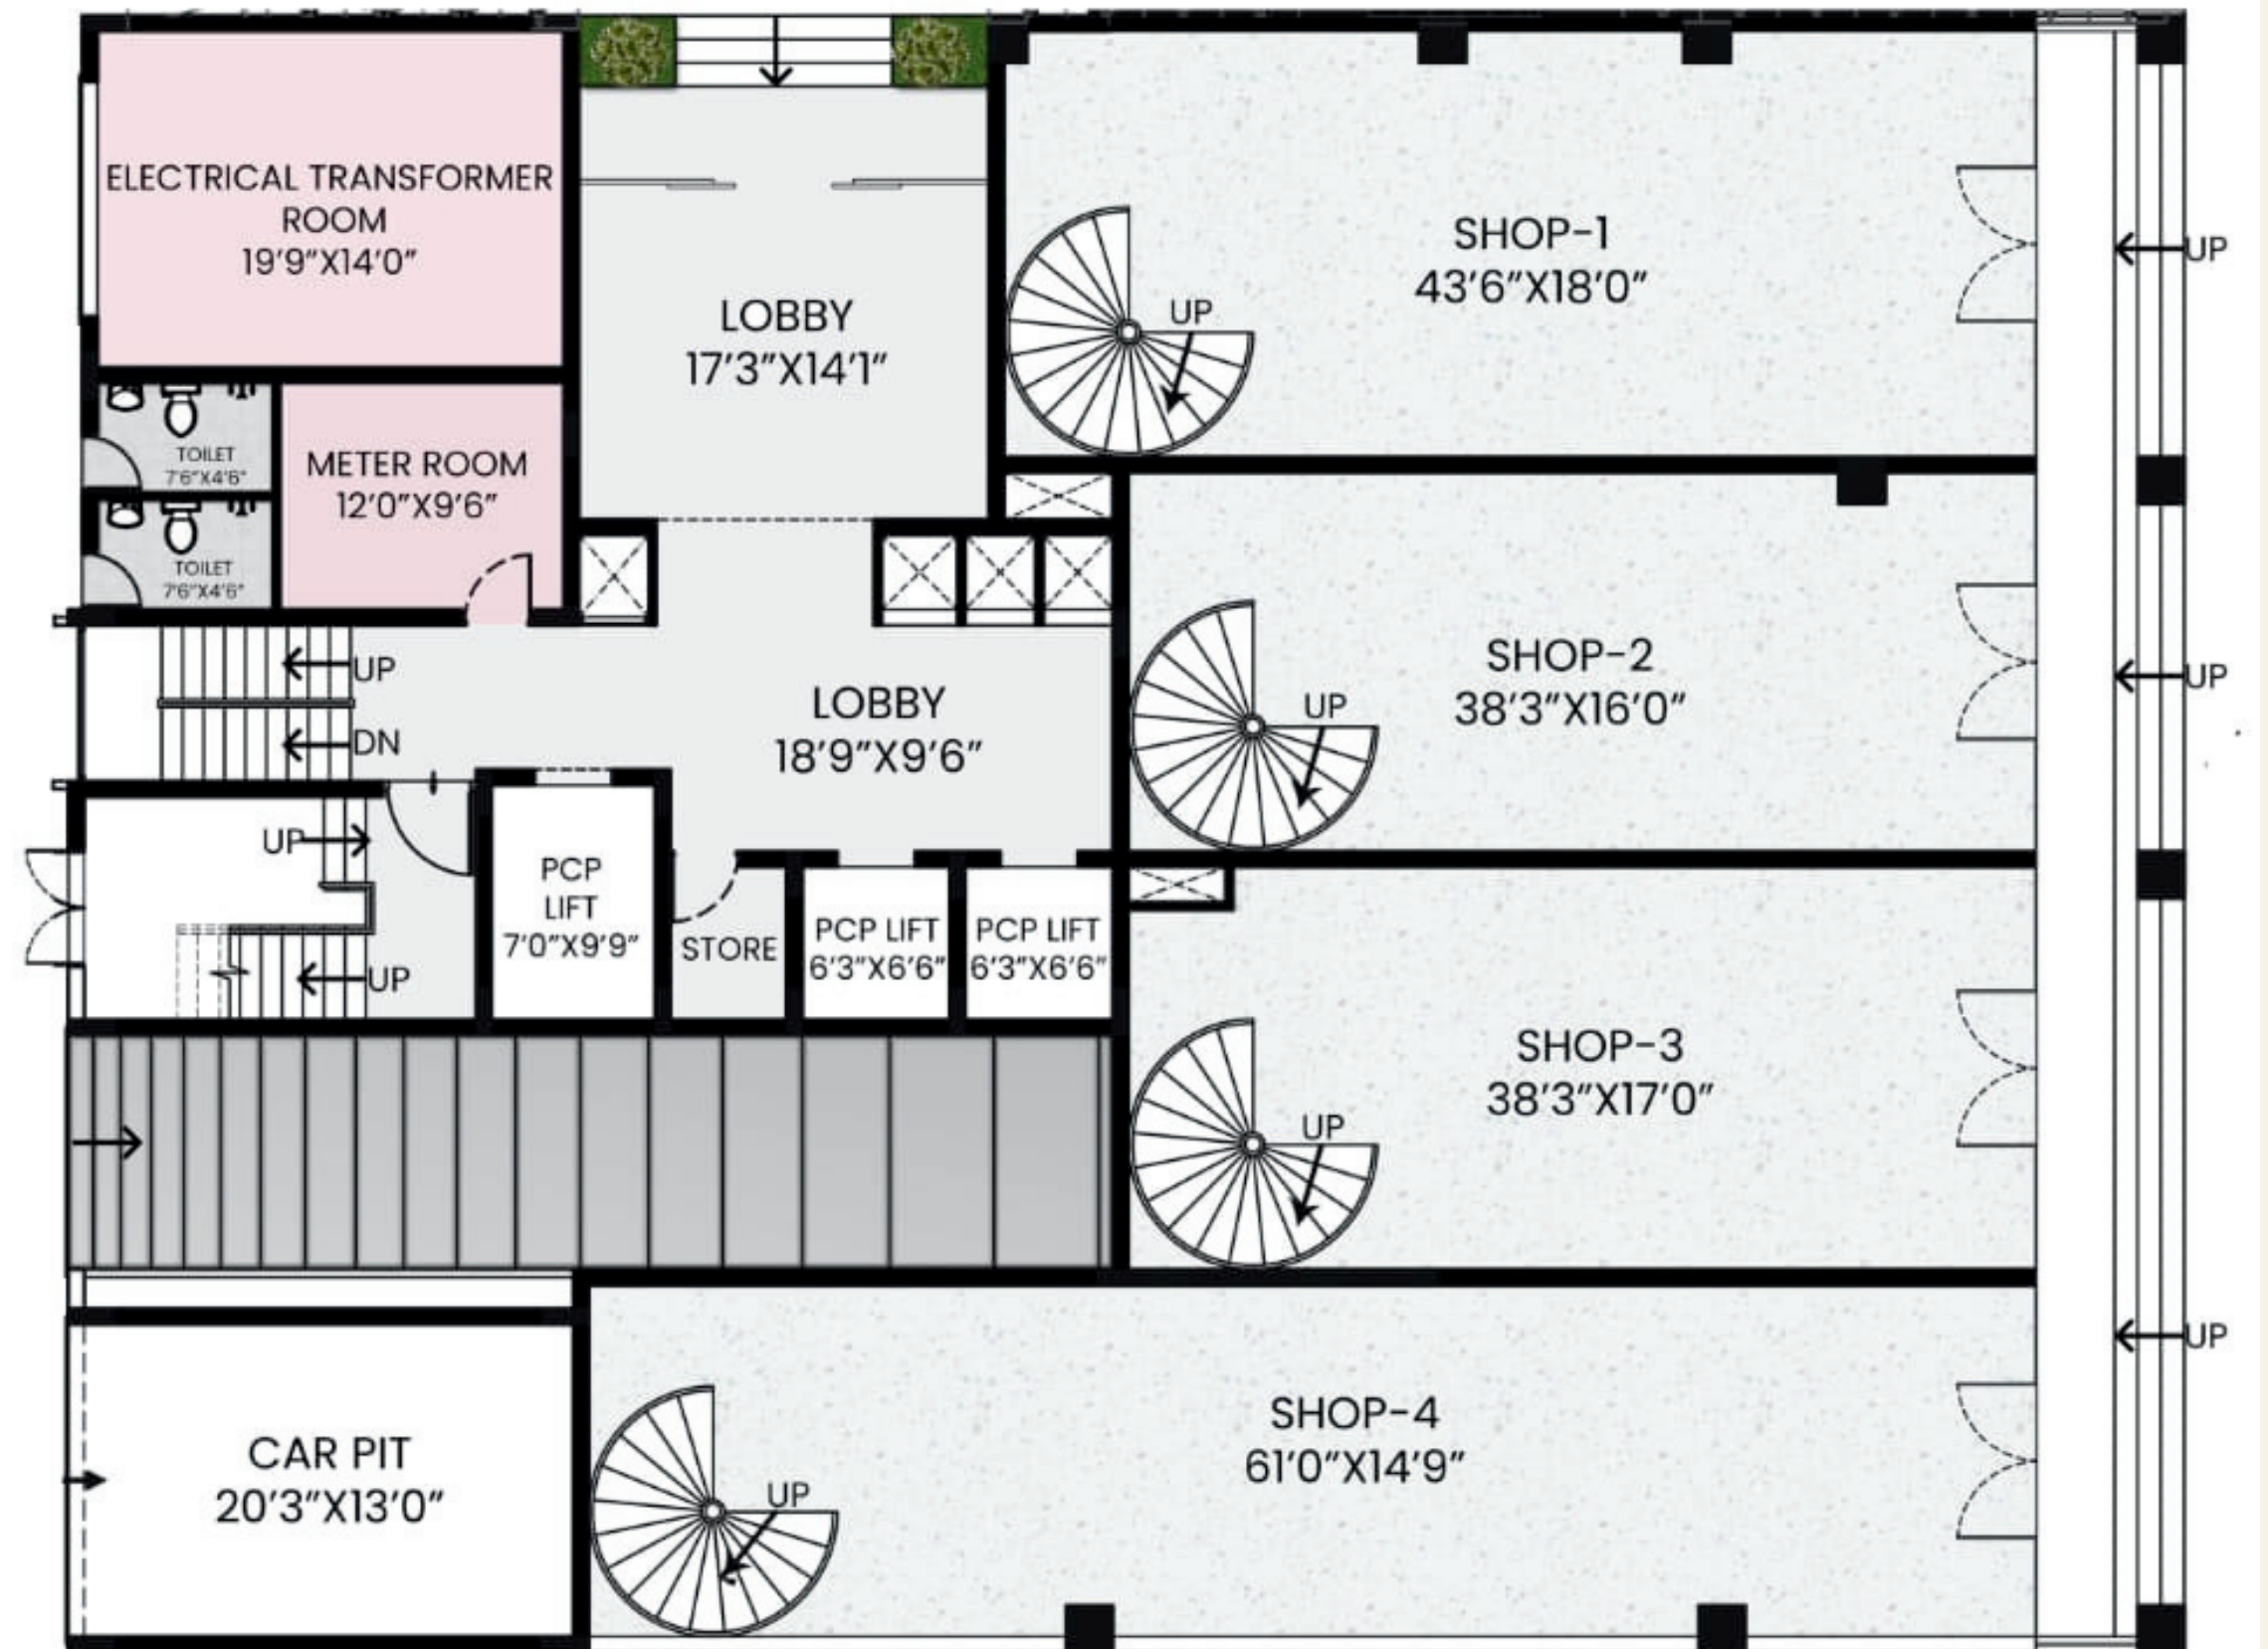 ELECTRICAL TRANSFORMER
ROOM
19'9"X14'0"
LOBBY
17'3"X14'1"
SHOP-1
43'6"X18'0"
UP
UP
TOILET
7'6"X4'6"
METER ROOM
12'0"X9'6"
TOILET
7'6"X4'6"
UP
DN
LOBBY
18'9"X9'6"
SHOP-2
38'3"X16'0"
UP
UP
UP
UP
PCP
LIFT
7'0"X9'9"
STORE
PCP LIFT
6'3"X6'6"
PCP LIFT
6'3"X6'6"
SHOP-3
38'3"X17'0"
UP
UP
CAR PIT
20'3"X13'0"
UP
SHOP-4
61'0"X14'9"